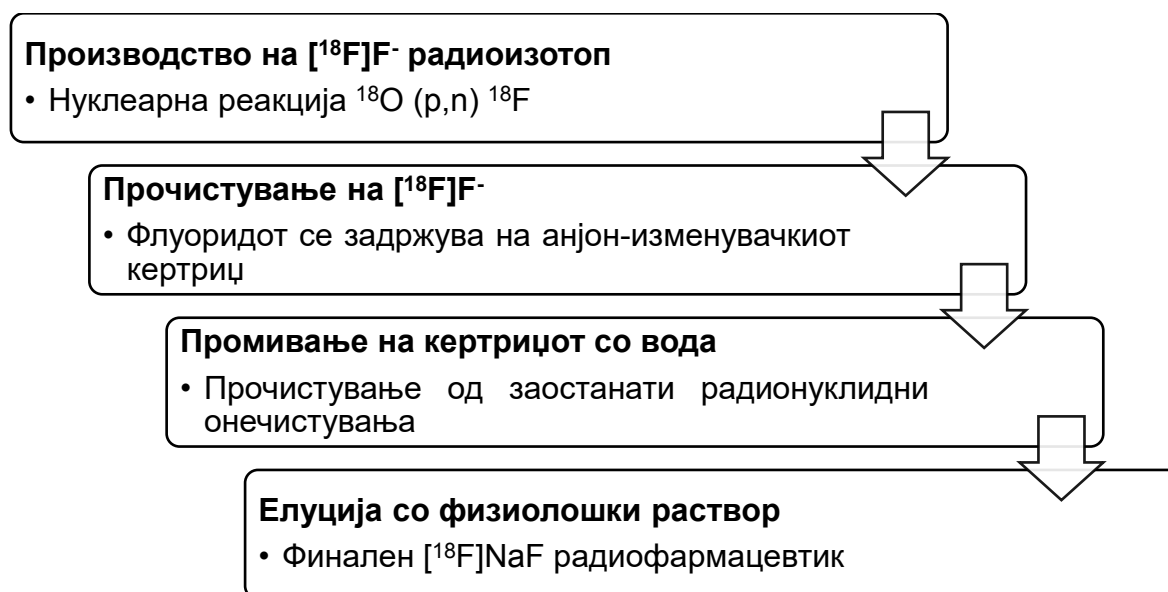 Производство на [¹⁸F]F⁻ радиоизотоп
• Нуклеарна реакција ¹⁸O (p,n) ¹⁸F
Прочистување на [¹⁸F]F⁻
• Флуоридот се задржува на анјон-изменувачкиот
кертриџ
Промивање на кертриџот со вода
• Прочистување од заостанати радионуклидни
онечистувања
Елуција со физиолошки раствор
• Финален [¹⁸F]NaF радиофармацевтик